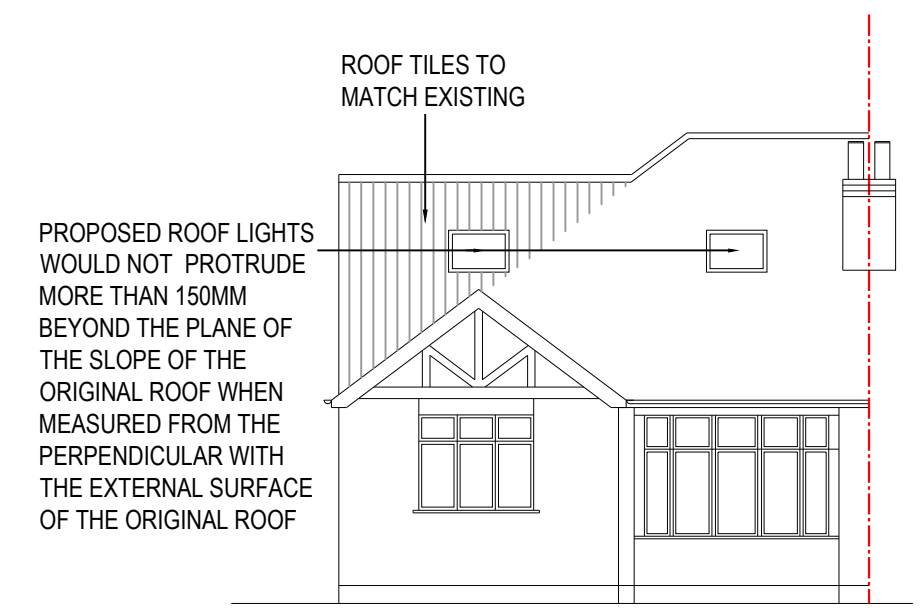 ROOF TILES TO
MATCH EXISTING
PROPOSED ROOF LIGHTS
WOULD NOT PROTRUDE
MORE THAN 150MM
BEYOND THE PLANE OF
THE SLOPE OF THE
ORIGINAL ROOF WHEN
MEASURED FROM THE
PERPENDICULAR WITH
THE EXTERNAL SURFACE
OF THE ORIGINAL ROOF